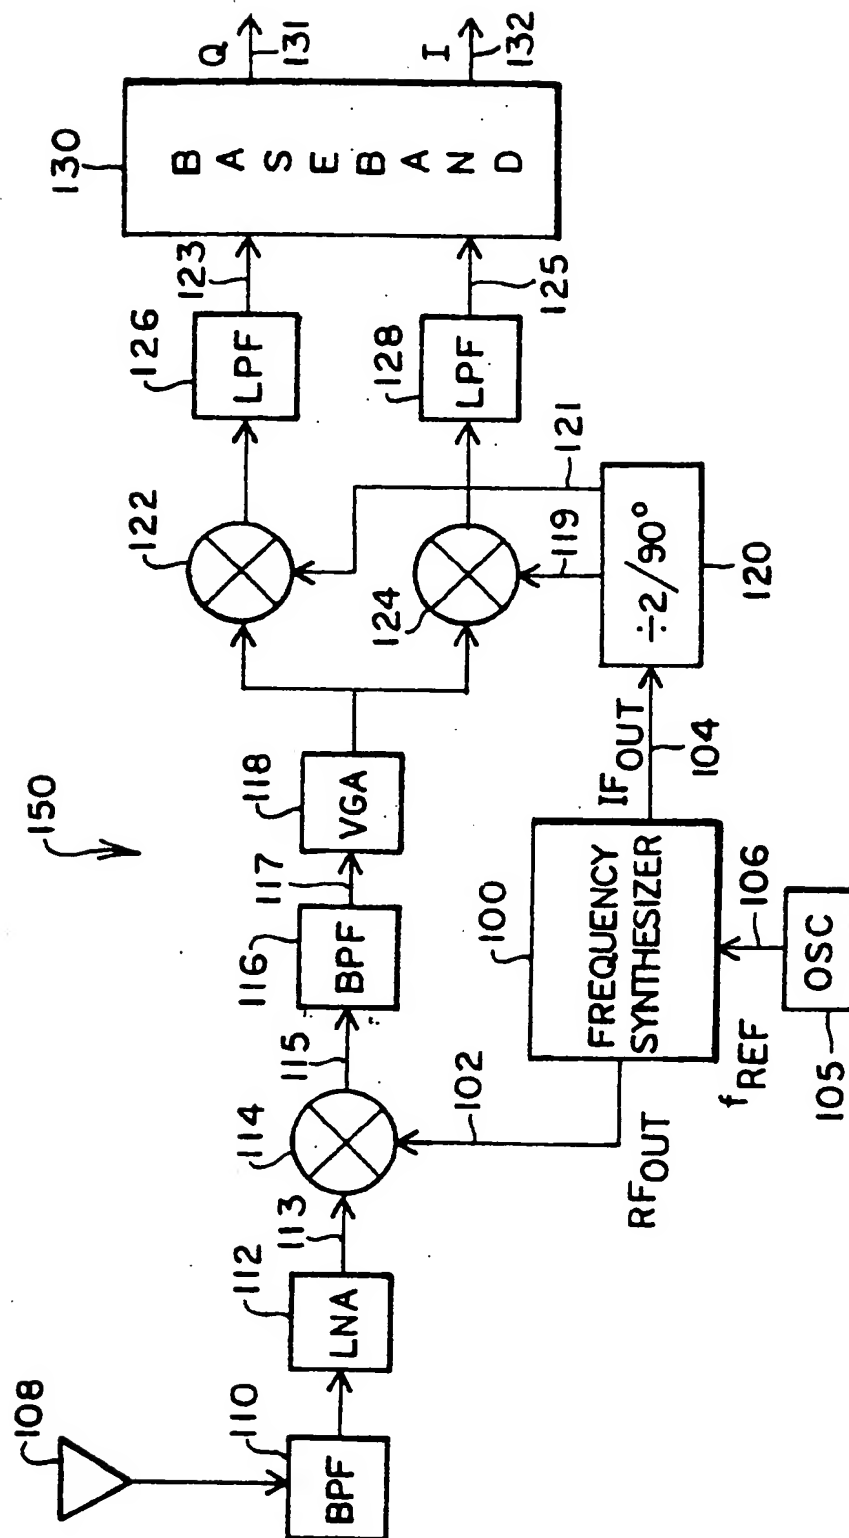 150
108
110
BPF
112
LNA
113
114
115
116
BPF
117
118
VGA
122
124
126
LPF
123
128
LPF
125
130
BASEBAND
Q
131
I
132
102
RFOUT
100
FREQUENCY
SYNTHESIZER
IFOUT
104
119
121
÷2/90°
120
fREF
106
OSC
105